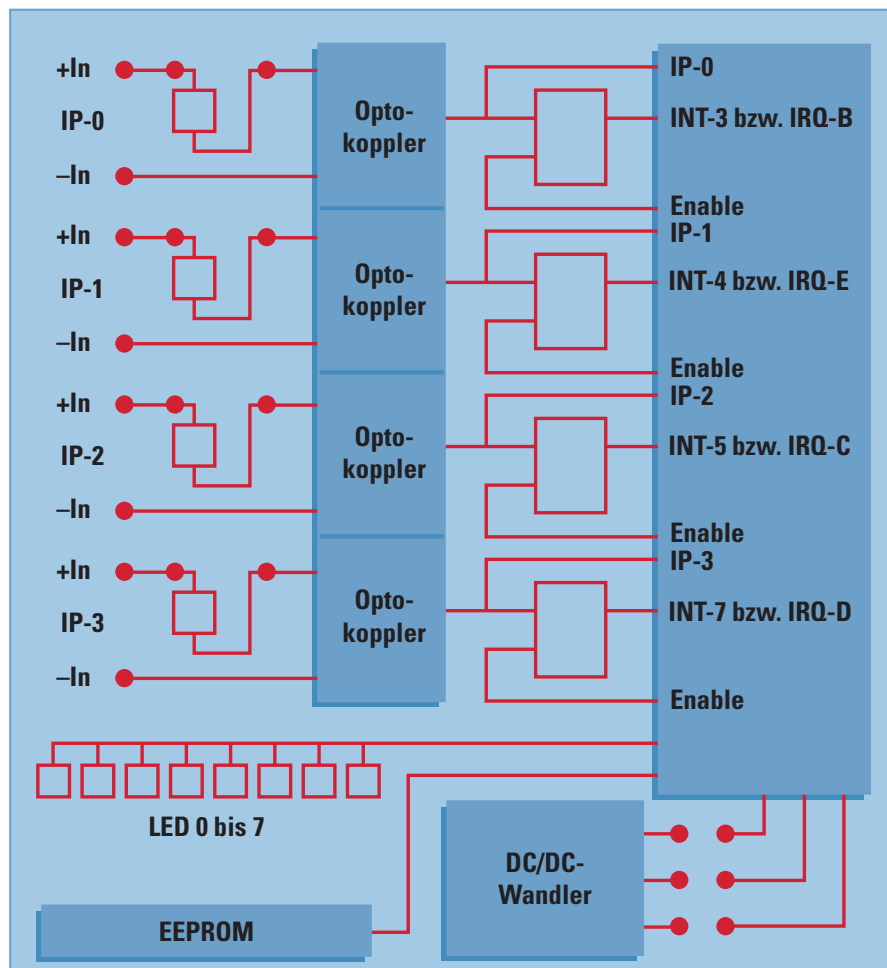 +In
IP-0
–In
+In
IP-1
–In
+In
IP-2
–In
+In
IP-3
–In
Opto-
koppler
Opto-
koppler
Opto-
koppler
Opto-
koppler
IP-0
INT-3 bzw. IRQ-B
Enable
IP-1
INT-4 bzw. IRQ-E
Enable
IP-2
INT-5 bzw. IRQ-C
Enable
IP-3
INT-7 bzw. IRQ-D
Enable
LED 0 bis 7
DC/DC-
Wandler
EEPROM